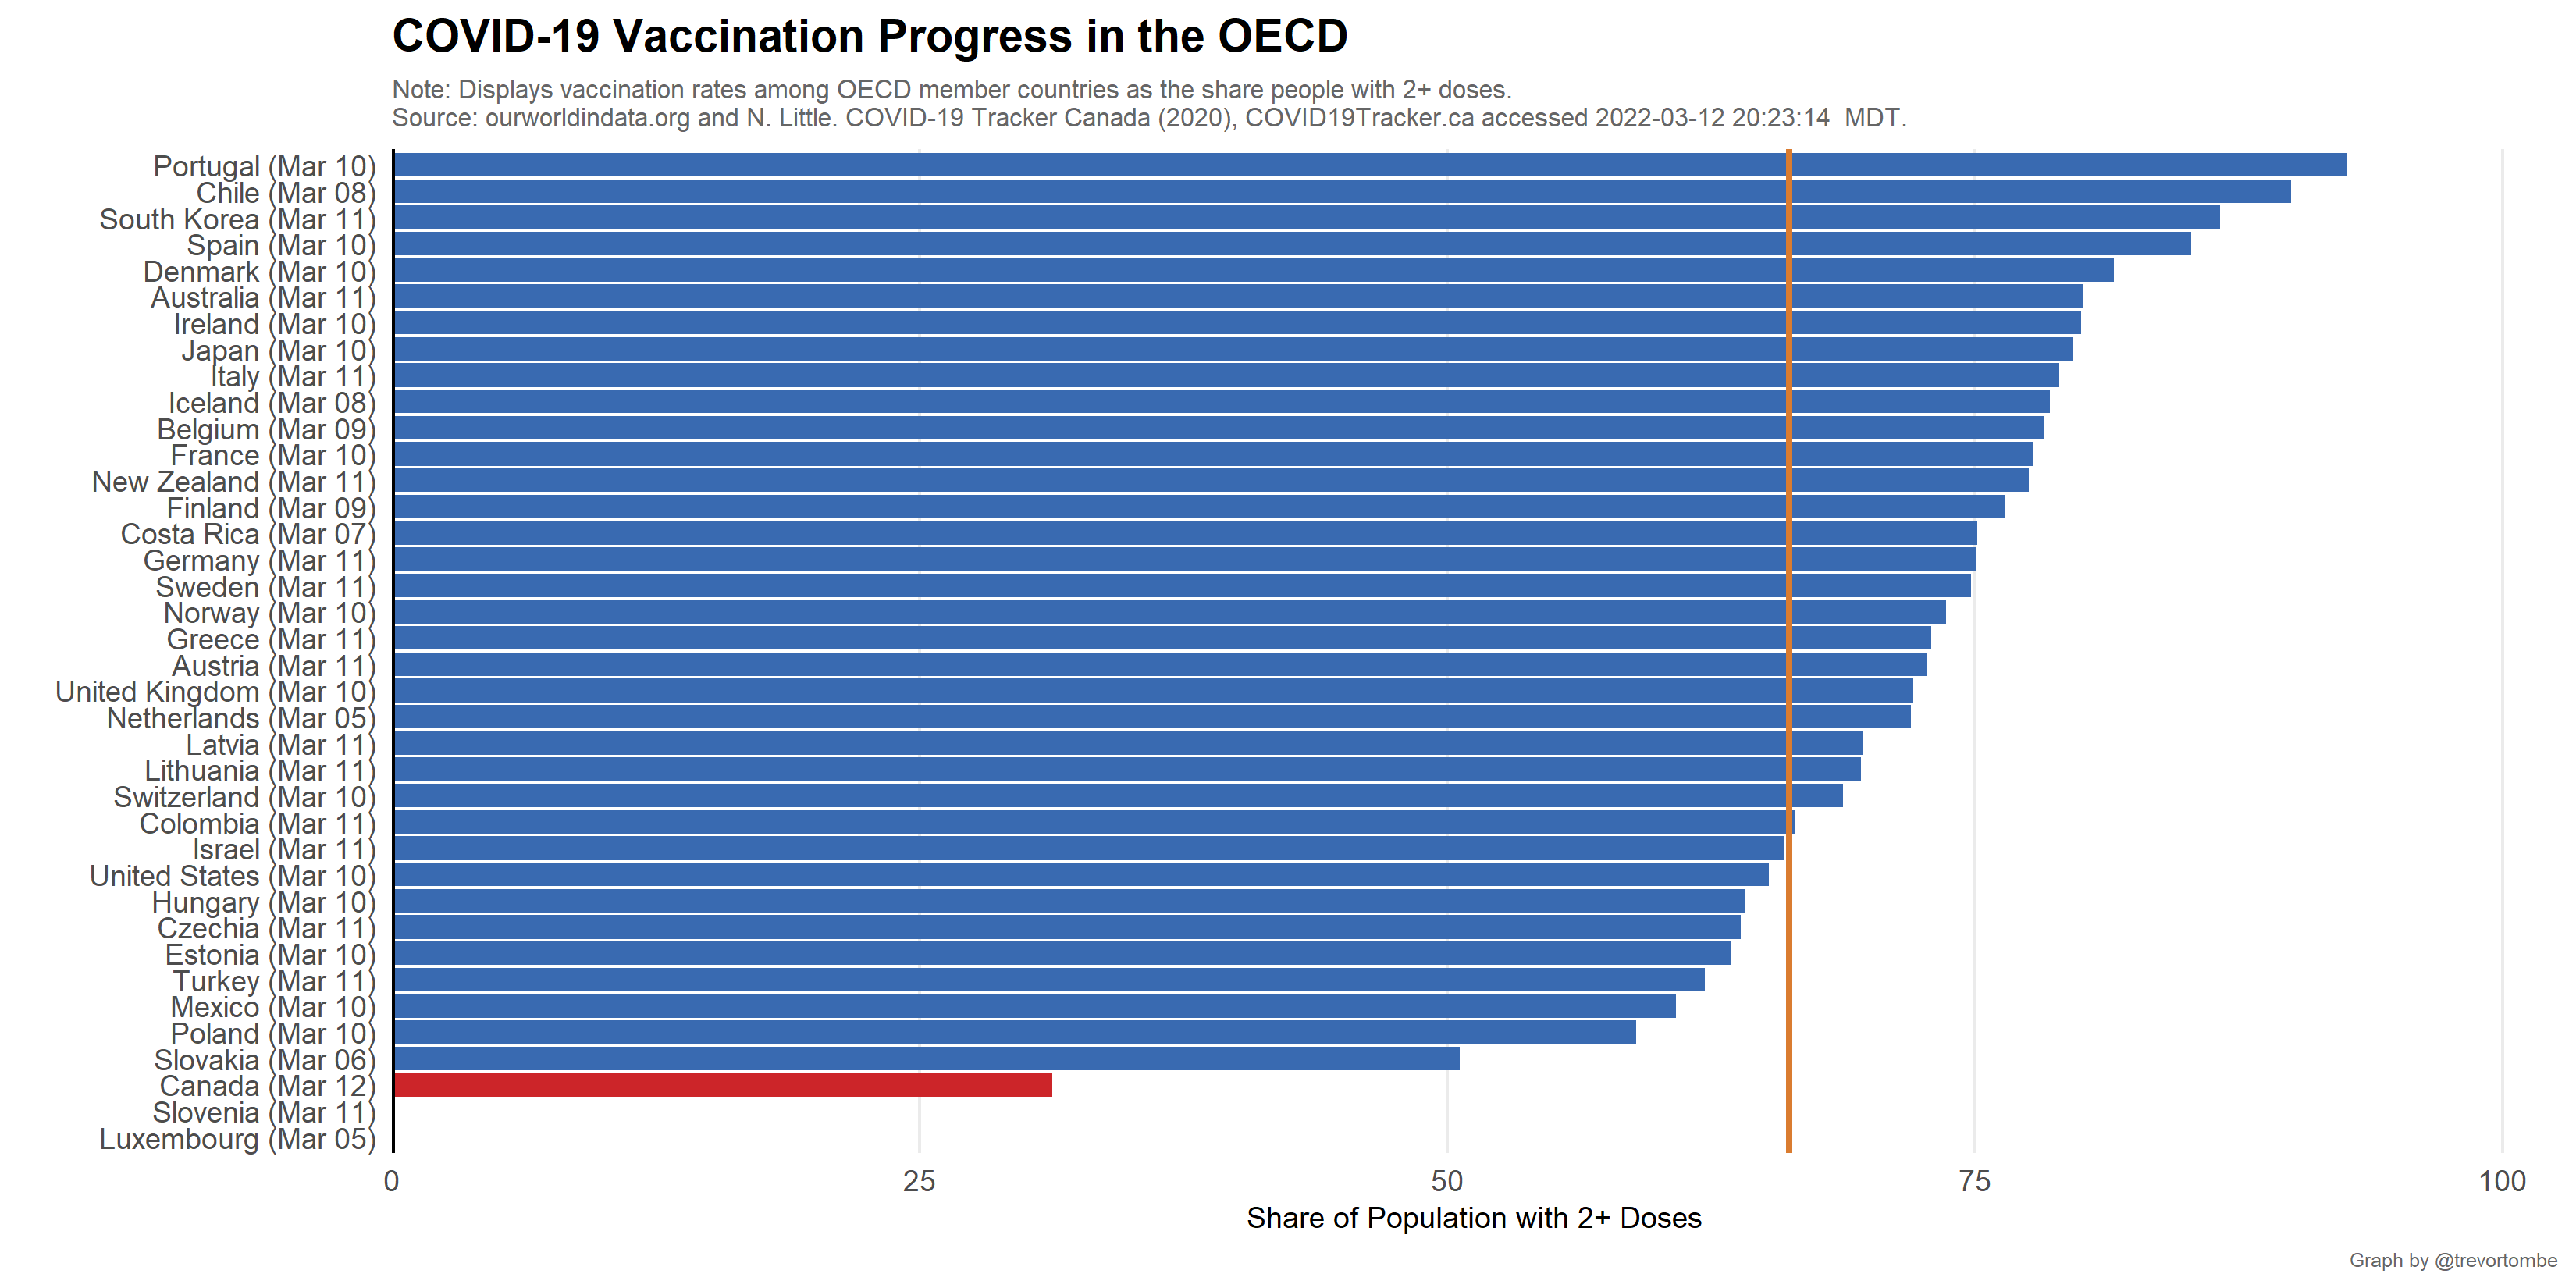 COVID-19 Vaccination Progress in the OECD
Note: Displays vaccination rates among OECD member countries as the share people with 2+ doses.
Source: ourworldindata.org and N. Little. COVID-19 Tracker Canada (2020), COVID19Tracker.ca accessed 2022-03-12 20:23:14  MDT.
Portugal (Mar 10)
Chile (Mar 08)
South Korea (Mar 11)
Spain (Mar 10)
Denmark (Mar 10)
Australia (Mar 11)
Ireland (Mar 10)
Japan (Mar 10)
Italy (Mar 11)
Iceland (Mar 08)
Belgium (Mar 09)
France (Mar 10)
New Zealand (Mar 11)
Finland (Mar 09)
Costa Rica (Mar 07)
Germany (Mar 11)
Sweden (Mar 11)
Norway (Mar 10)
Greece (Mar 11)
Austria (Mar 11)
United Kingdom (Mar 10)
Netherlands (Mar 05)
Latvia (Mar 11)
Lithuania (Mar 11)
Switzerland (Mar 10)
Colombia (Mar 11)
Israel (Mar 11)
United States (Mar 10)
Hungary (Mar 10)
Czechia (Mar 11)
Estonia (Mar 10)
Turkey (Mar 11)
Mexico (Mar 10)
Poland (Mar 10)
Slovakia (Mar 06)
Canada (Mar 12)
Slovenia (Mar 11)
Luxembourg (Mar 05)
0 25 50 75 100
Share of Population with 2+ Doses
Graph by @trevortombe